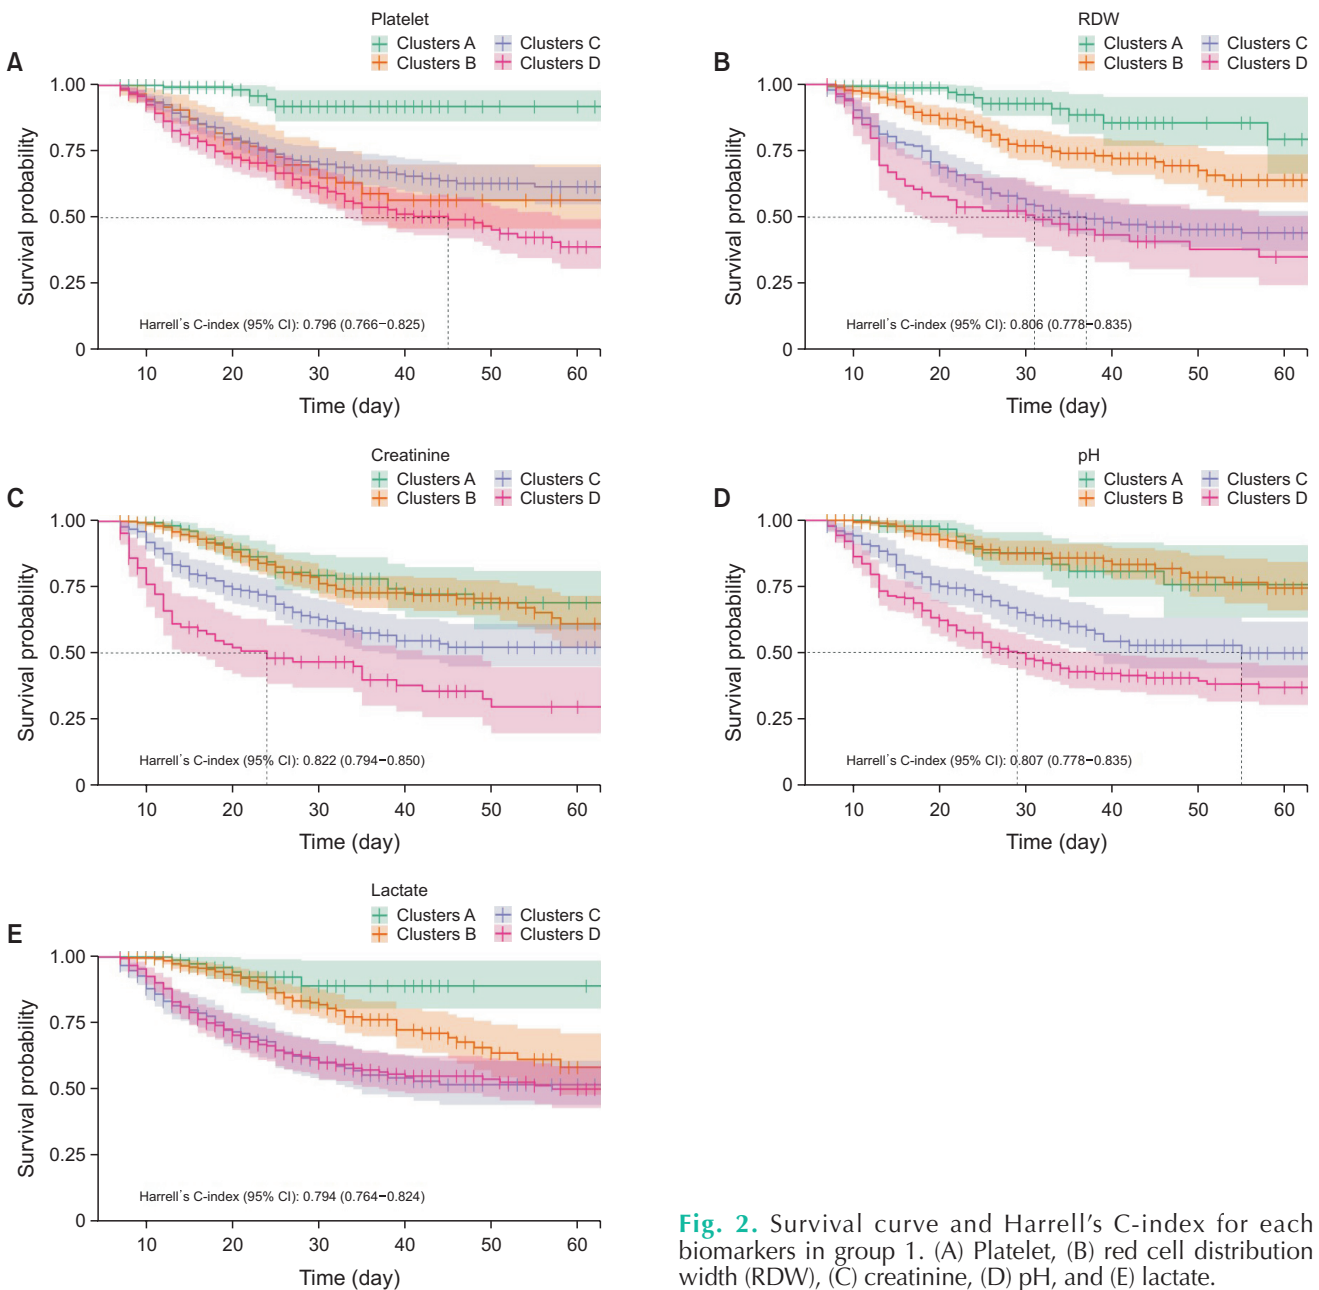 A
Platelet
Clusters A Clusters C
Clusters B Clusters D
Survival probability
1.00
0.75
0.50
0.25
0
Harrell's C-index (95% CI): 0.796 (0.766–0.825)
10 20 30 40 50 60
Time (day)
B
RDW
Clusters A Clusters C
Clusters B Clusters D
Survival probability
1.00
0.75
0.50
0.25
0
Harrell's C-index (95% CI): 0.806 (0.778–0.835)
10 20 30 40 50 60
Time (day)
C
Creatinine
Clusters A Clusters C
Clusters B Clusters D
Survival probability
1.00
0.75
0.50
0.25
0
Harrell's C-index (95% CI): 0.822 (0.794–0.850)
10 20 30 40 50 60
Time (day)
D
pH
Clusters A Clusters C
Clusters B Clusters D
Survival probability
1.00
0.75
0.50
0.25
0
Harrell's C-index (95% CI): 0.807 (0.778–0.835)
10 20 30 40 50 60
Time (day)
E
Lactate
Clusters A Clusters C
Clusters B Clusters D
Survival probability
1.00
0.75
0.50
0.25
0
Harrell's C-index (95% CI): 0.794 (0.764–0.824)
10 20 30 40 50 60
Time (day)
Fig. 2. Survival curve and Harrell's C-index for each
biomarkers in group 1. (A) Platelet, (B) red cell distribution
width (RDW), (C) creatinine, (D) pH, and (E) lactate.